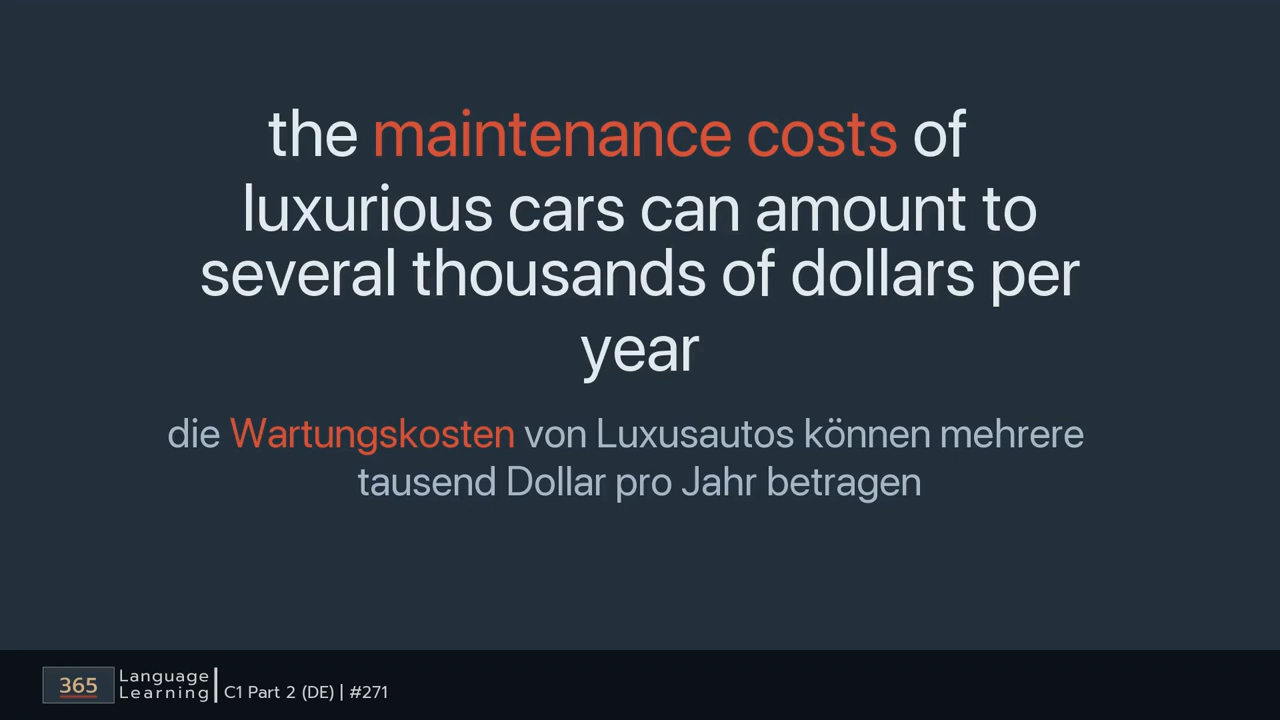 the maintenance costs of
luxurious cars can amount to
several thousands of dollars per
year
die Wartungskosten von Luxusautos können mehrere
tausend Dollar pro Jahr betragen
365 Language
Learning
C1 Part 2 (DE) | #271